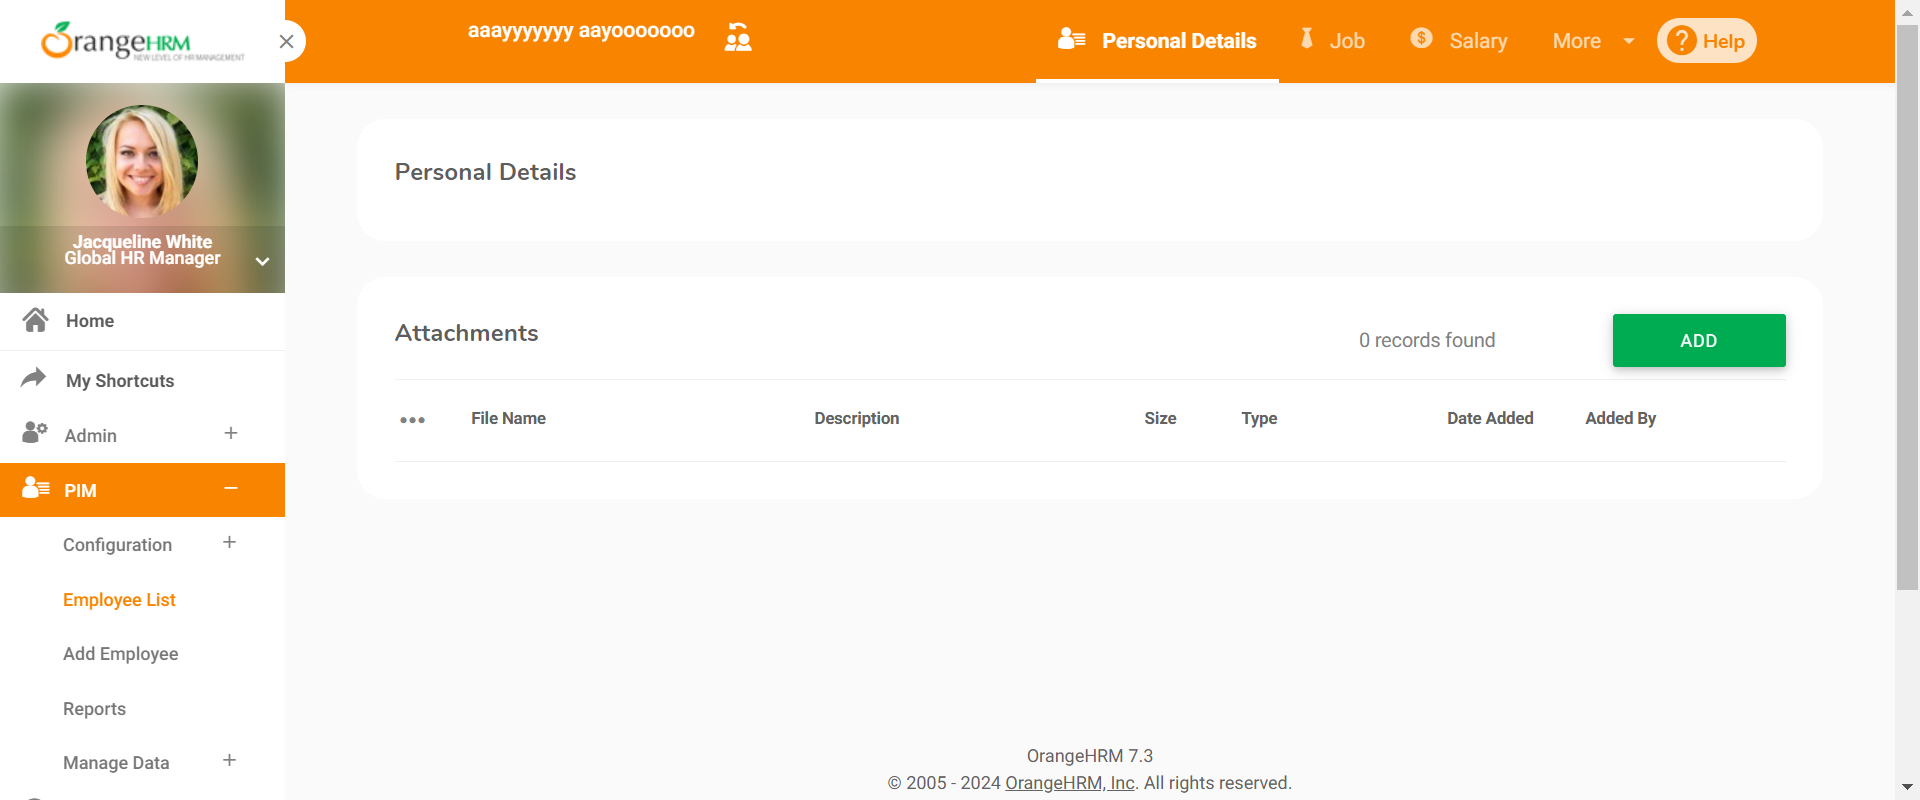 OrangeHRM
NEW LEVEL OF HR MANAGEMENT
aaayyyyyyy aayooooooo
Personal Details
Job
Salary
More
Help
Jacqueline White
Global HR Manager
Home
My Shortcuts
Admin
PIM
Configuration
Employee List
Add Employee
Reports
Manage Data
Personal Details
Attachments
0 records found
ADD
File Name Description Size Type Date Added Added By
OrangeHRM 7.3
© 2005 - 2024 OrangeHRM, Inc. All rights reserved.